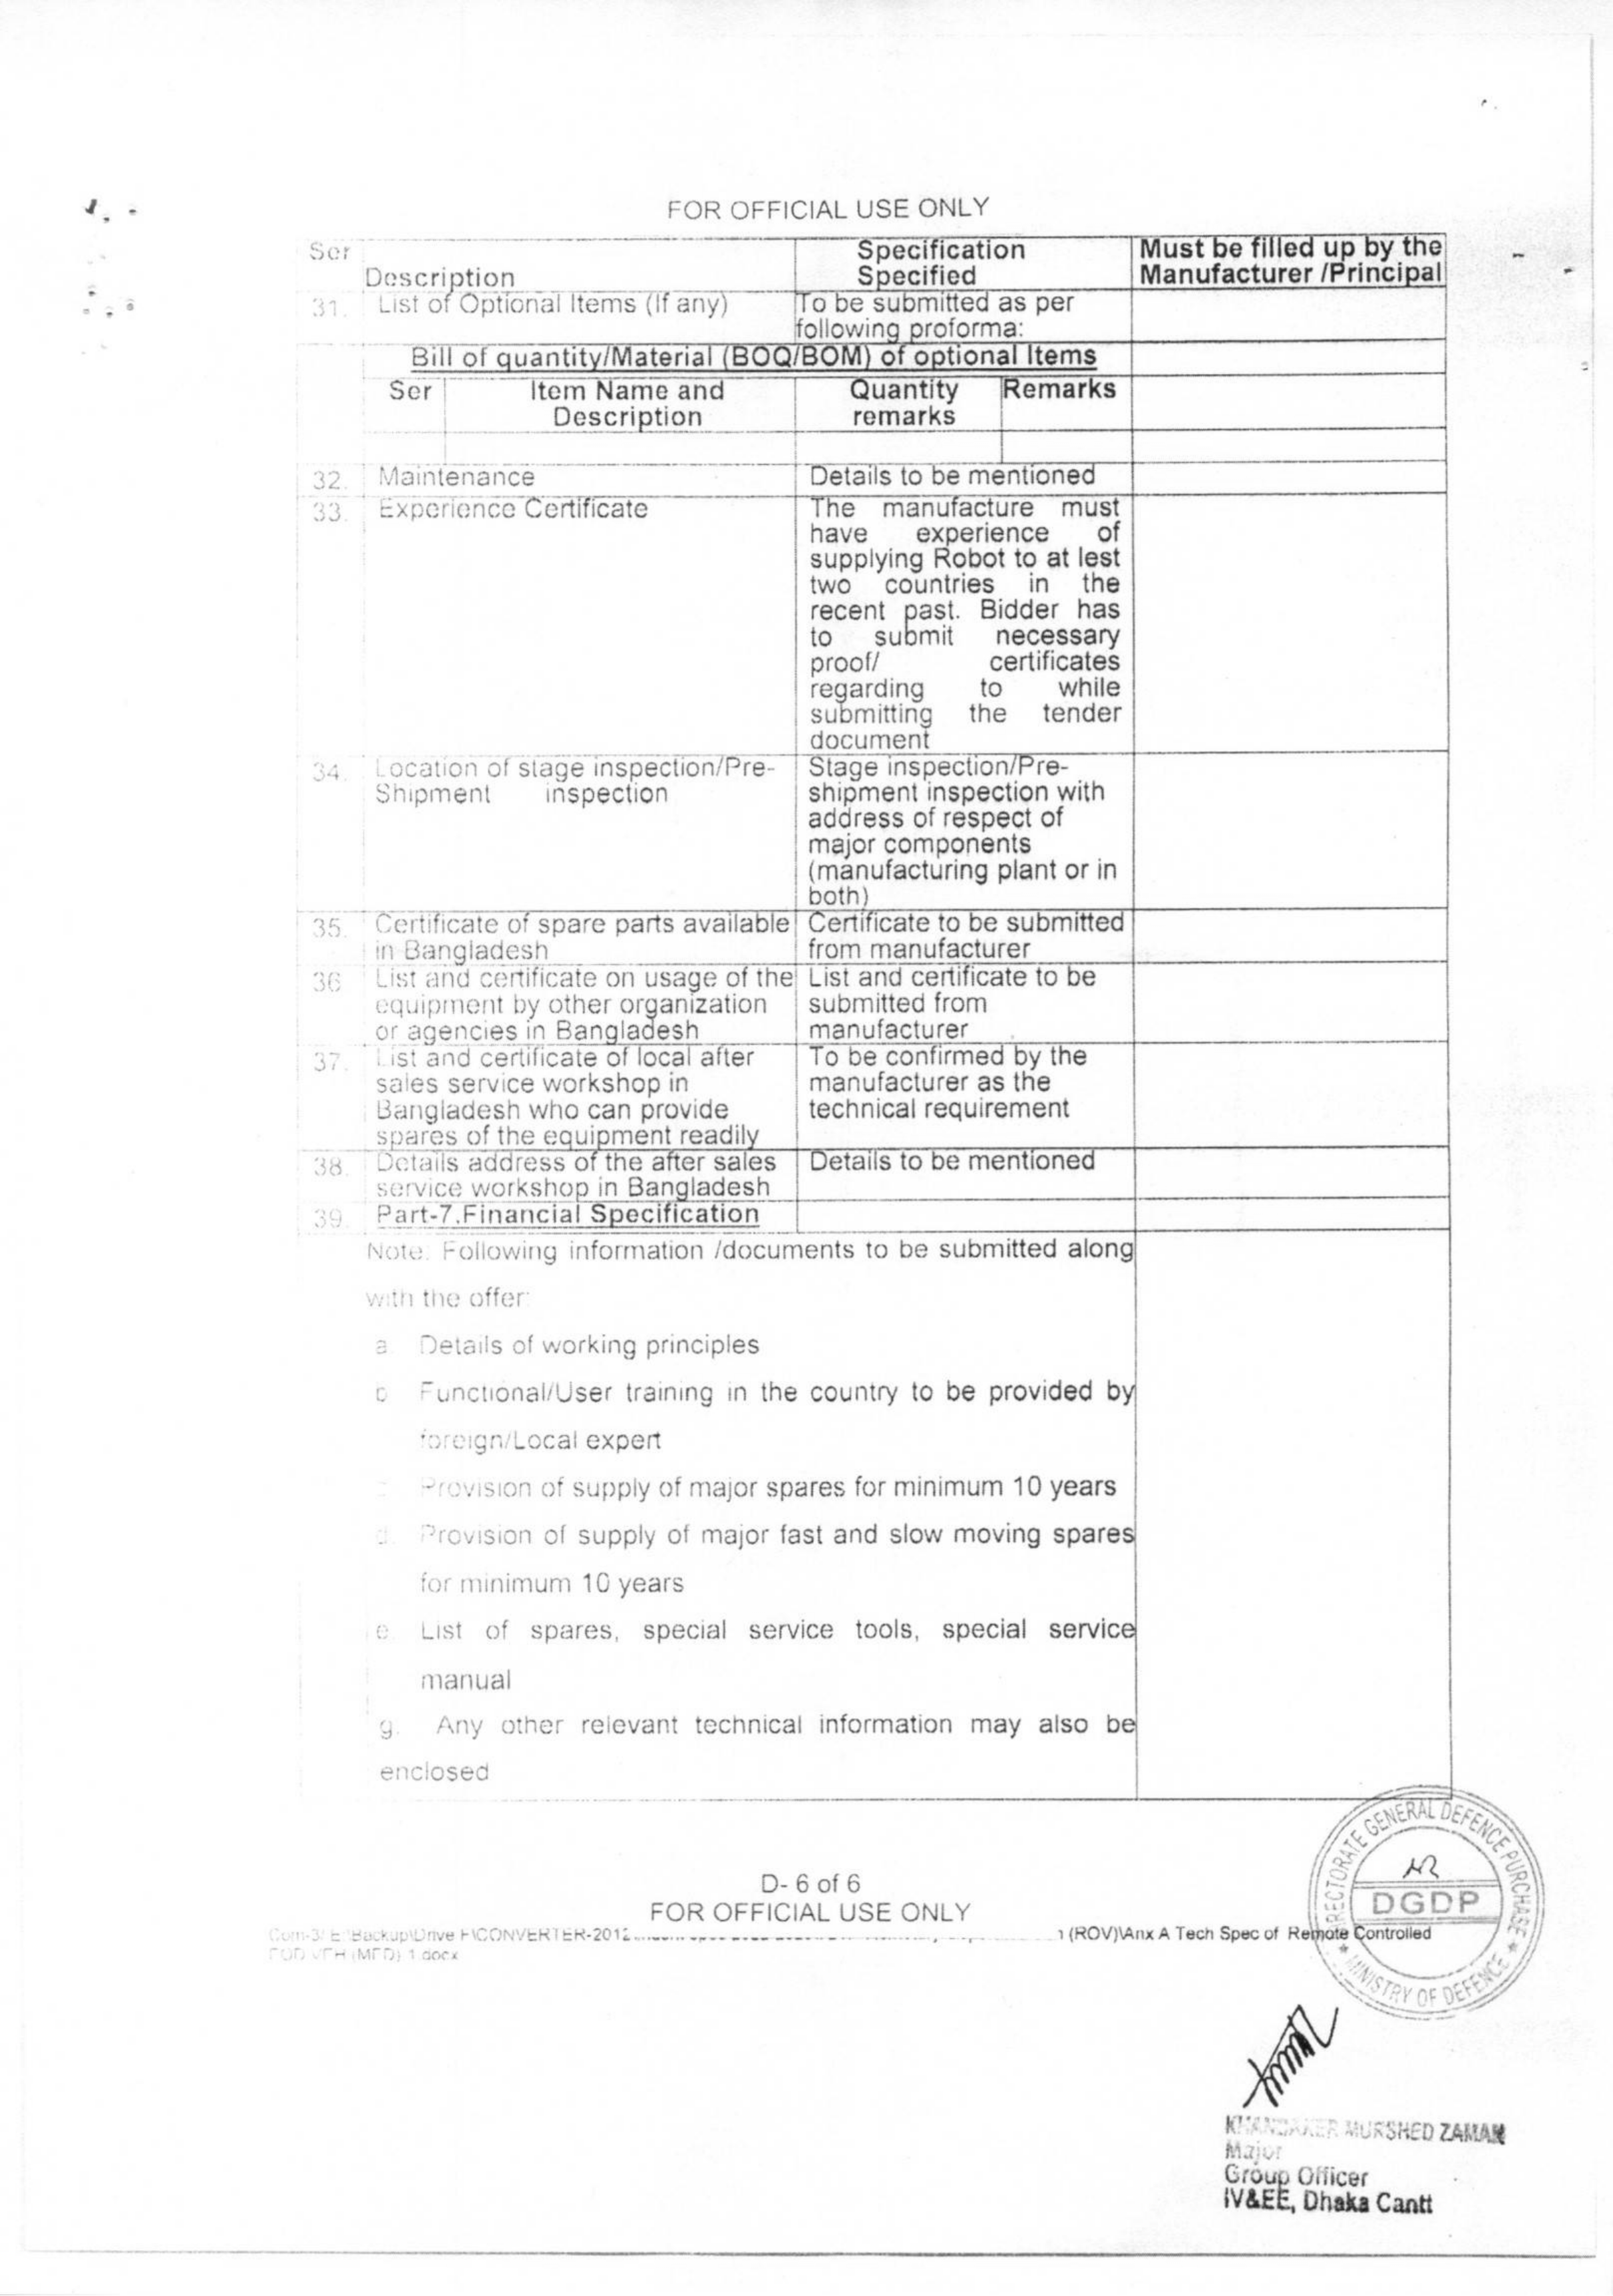 FOR OFFICIAL USE ONLY
Ser Description Specification Specified Must be filled up by the Manufacturer /Principal
31. List of Optional Items (If any) To be submitted as per
following proforma:
Bill of quantity/Material (BOQ/BOM) of optional Items
Ser Item Name and Description Quantity remarks Remarks
32. Maintenance Details to be mentioned
33. Experience Certificate The manufacture must
have experience of
supplying Robot to at lest
two countries in the
recent past. Bidder has
to submit necessary
proof/ certificates
regarding to while
submitting the tender
document
34. Location of stage inspection/Pre- Stage inspection/Pre-
Shipment inspection shipment inspection with
address of respect of
major components
(manufacturing plant or in
both)
35. Certificate of spare parts available Certificate to be submitted
in Bangladesh from manufacturer
36 List and certificate on usage of the List and certificate to be
equipment by other organization submitted from
or agencies in Bangladesh manufacturer
37. List and certificate of local after To be confirmed by the
sales service workshop in manufacturer as the
Bangladesh who can provide technical requirement
spares of the equipment readily
38. Details address of the after sales Details to be mentioned
service workshop in Bangladesh
39. Part-7.Financial Specification
Note: Following information /documents to be submitted along
with the offer:
a. Details of working principles
b Functional/User training in the country to be provided by
foreign/Local expert
Provision of supply of major spares for minimum 10 years
d. Provision of supply of major fast and slow moving spares
for minimum 10 years
e. List of spares, special service tools, special service
manual
g. Any other relevant technical information may also be
enclosed
D- 6 of 6
FOR OFFICIAL USE ONLY
Com-3/ E:\Backup\Drive F\CONVERTER-2012 (ROV)\Anx A Tech Spec of Remote Controlled
EOD VEH (MFD) 1.docx
DIRECTORATE GENERAL DEFENCE PURCHASE
DGDP
MINISTRY OF DEFENCE
KHANDAKER MURSHED ZAMAN
Major
Group Officer
IV&EE, Dhaka Cantt